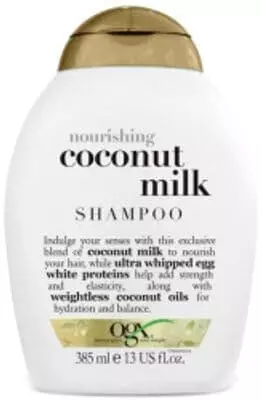 nourishing
coconut
milk
SHAMPOO
Indulge your senses with this exclusive
blend of coconut milk to nourish
your hair, while ultra whipped egg
white proteins help add strength
and elasticity, along with
weightless coconut oils for
hydration and balance.
ogx
385 ml e 13 US fl.oz.